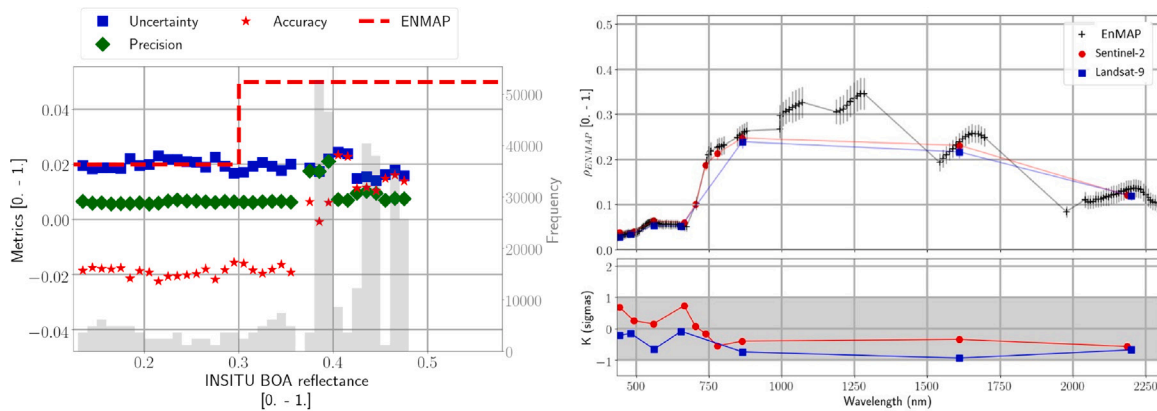 Uncertainty
Accuracy
ENMAP
Precision
0.04
0.02
0.00
−0.02
−0.04
Metrics [0. - 1.]
50000
40000
30000
20000
10000
0
Frequency
0.2
0.3
0.4
0.5
INSITU BOA reflectance
[0. - 1.]
EnMAP
Sentinel-2
Landsat-9
0.5
0.4
0.3
0.2
0.1
0.0
ρENMAP [0. - 1.]
1
0
−1
K (sigmas)
500
750
1000
1250
1500
1750
2000
2250
Wavelength (nm)